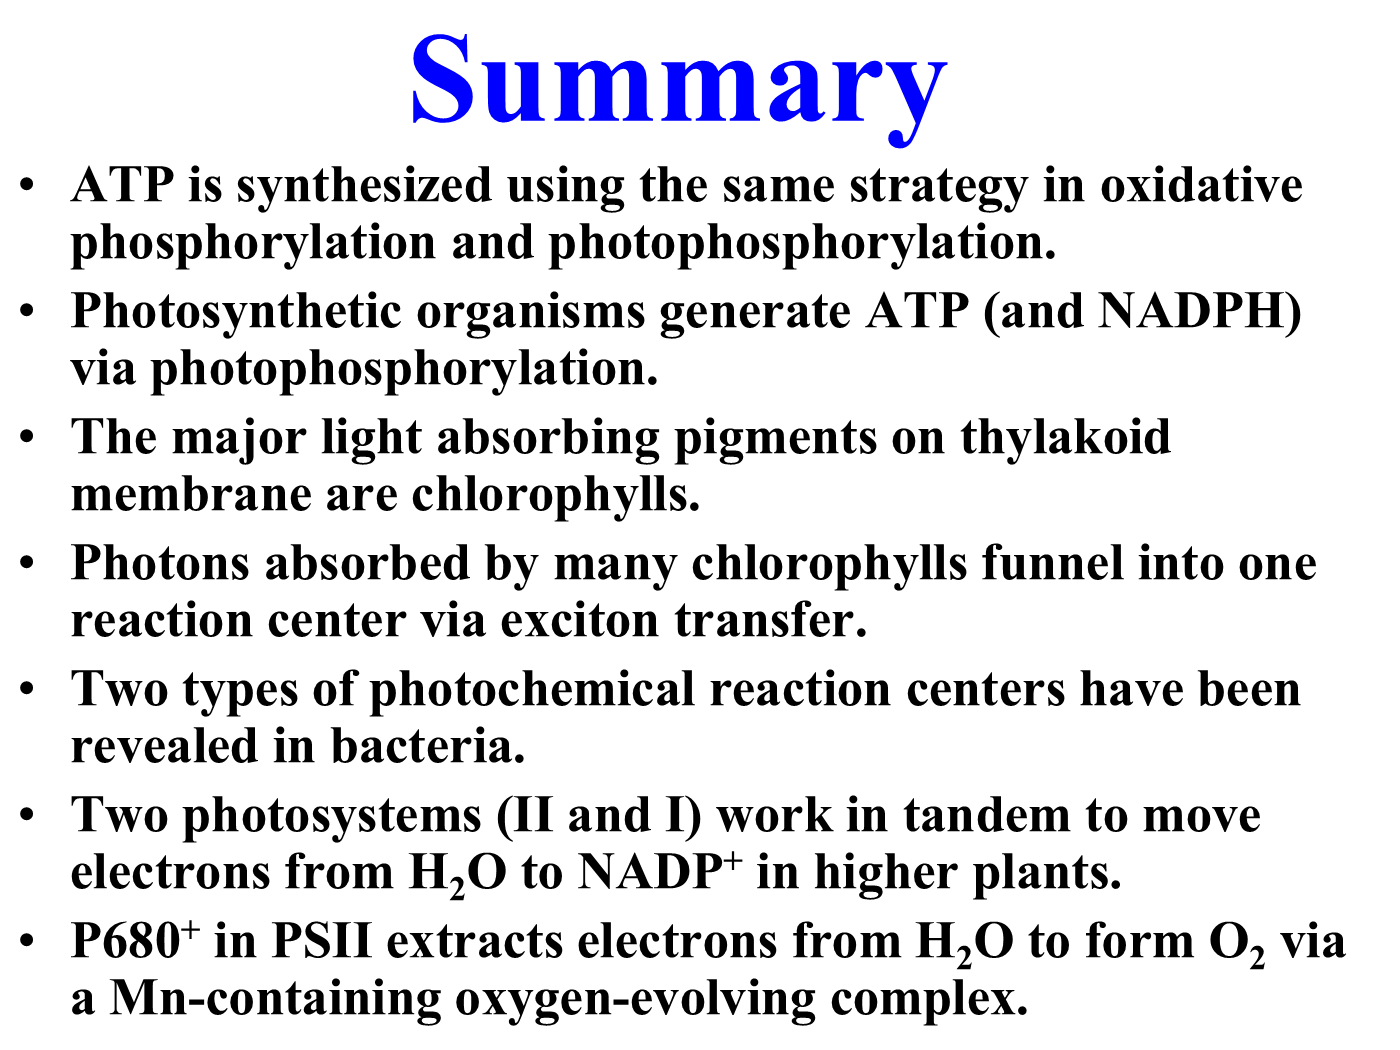 Summary
• ATP is synthesized using the same strategy in oxidative
phosphorylation and photophosphorylation.
• Photosynthetic organisms generate ATP (and NADPH)
via photophosphorylation.
• The major light absorbing pigments on thylakoid
membrane are chlorophylls.
• Photons absorbed by many chlorophylls funnel into one
reaction center via exciton transfer.
• Two types of photochemical reaction centers have been
revealed in bacteria.
• Two photosystems (II and I) work in tandem to move
electrons from H₂O to NADP⁺ in higher plants.
• P680⁺ in PSII extracts electrons from H₂O to form O₂ via
a Mn-containing oxygen-evolving complex.